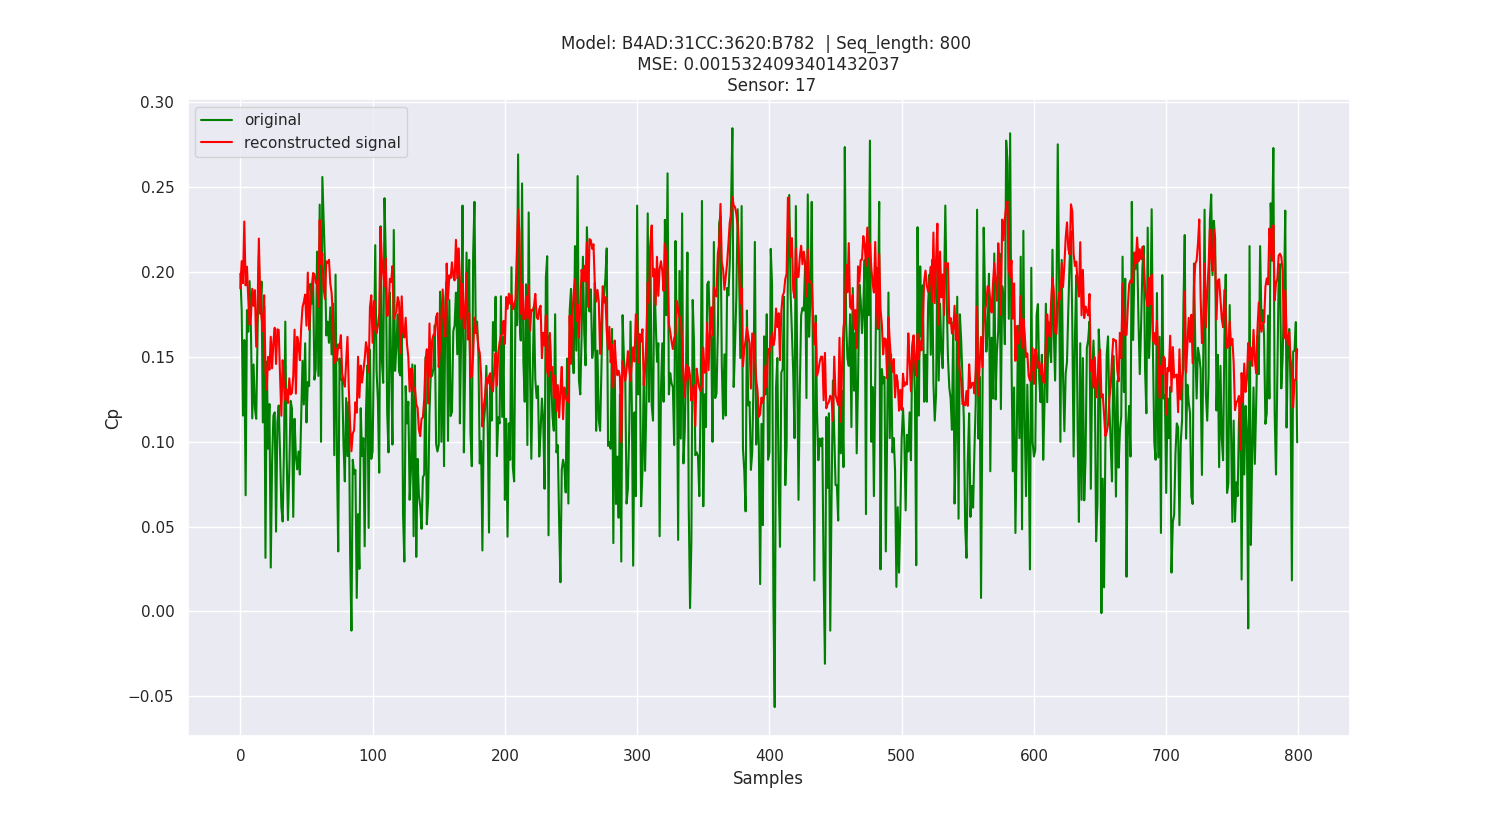 Model: B4AD:31CC:3620:B782 | Seq_length: 800
MSE: 0.0015324093401432037
Sensor: 17
original
reconstructed signal
0.30
0.25
0.20
0.15
0.10
0.05
0.00
−0.05
Cp
0 100 200 300 400 500 600 700 800
Samples